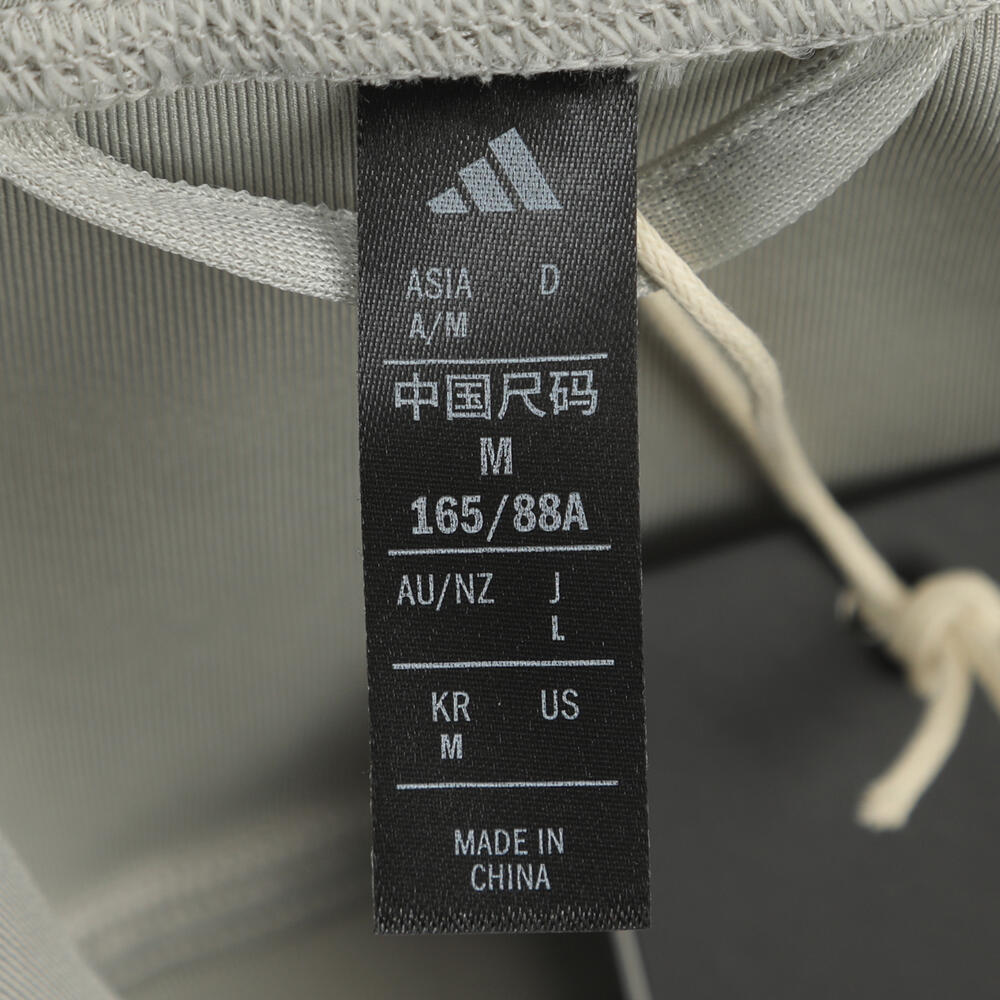 ASIA D
A/M
中国尺码
M
165/88A
AU/NZ J
L
KR US
M
MADE IN
CHINA